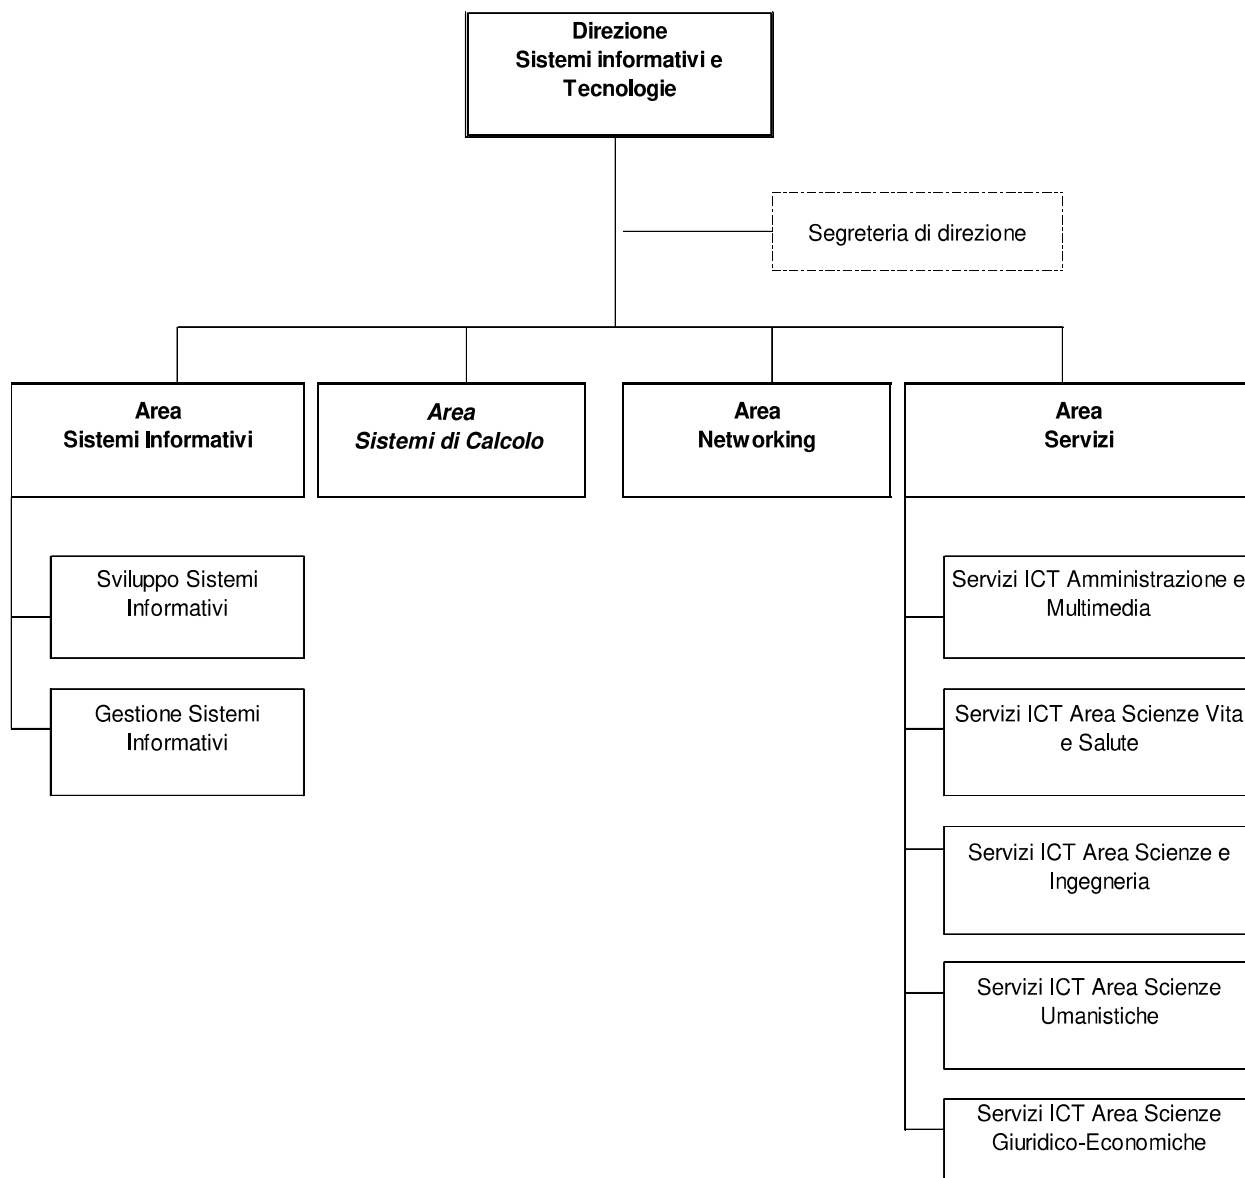 Direzione
Sistemi informativi e
Tecnologie
Segreteria di direzione
Area
Sistemi Informativi
Area
Sistemi di Calcolo
Area
Networking
Area
Servizi
Sviluppo Sistemi
Informativi
Gestione Sistemi
Informativi
Servizi ICT Amministrazione e
Multimedia
Servizi ICT Area Scienze Vita
e Salute
Servizi ICT Area Scienze e
Ingegneria
Servizi ICT Area Scienze
Umanistiche
Servizi ICT Area Scienze
Giuridico-Economiche